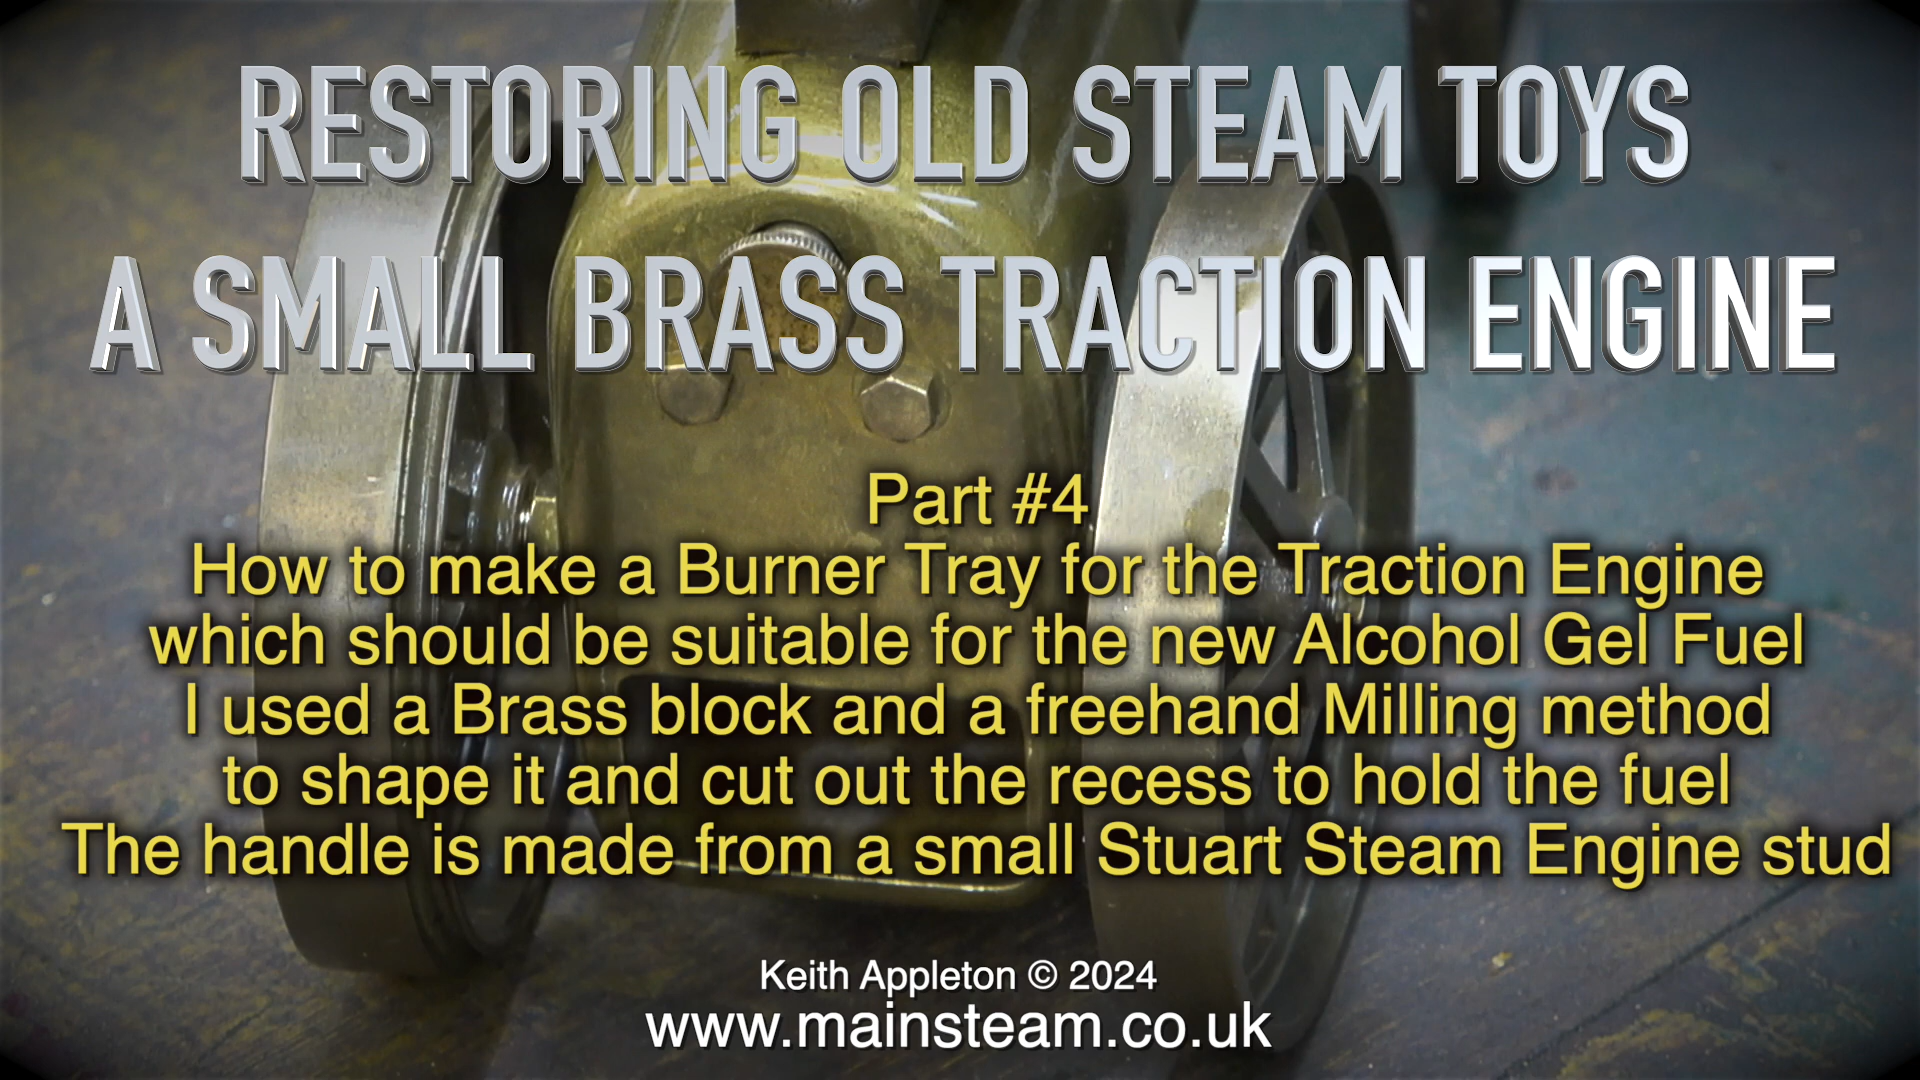 RESTORING OLD STEAM TOYS
A SMALL BRASS TRACTION ENGINE
Part #4
How to make a Burner Tray for the Traction Engine
which should be suitable for the new Alcohol Gel Fuel
I used a Brass block and a freehand Milling method
to shape it and cut out the recess to hold the fuel
The handle is made from a small Stuart Steam Engine stud
Keith Appleton © 2024
www.mainsteam.co.uk